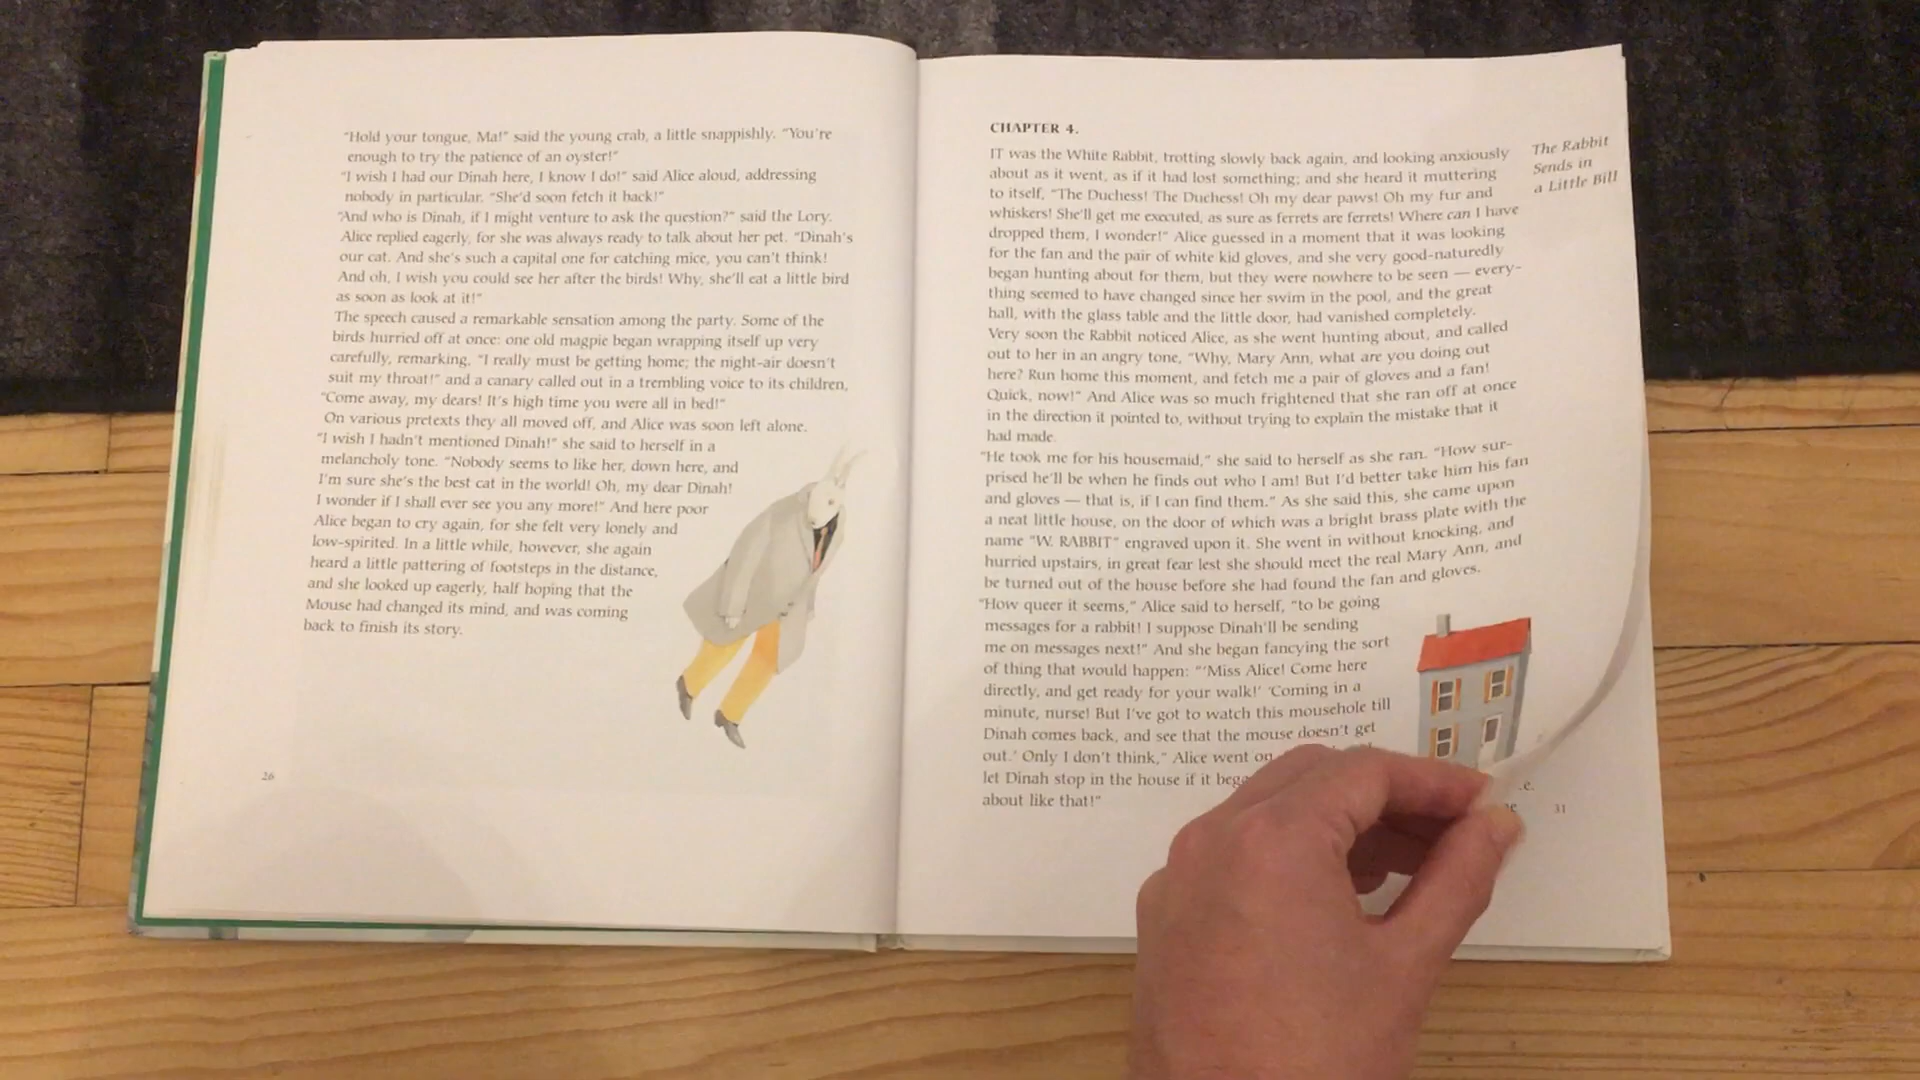 "Hold your tongue, Ma!" said the young crab, a little snappishly. "You're
enough to try the patience of an oyster!"
"I wish I had our Dinah here, I know I do!" said Alice aloud, addressing
nobody in particular. "She'd soon fetch it back!"
"And who is Dinah, if I might venture to ask the question?" said the Lory.
Alice replied eagerly, for she was always ready to talk about her pet. "Dinah's
our cat. And she's such a capital one for catching mice, you can't think!
And oh, I wish you could see her after the birds! Why, she'll eat a little bird
as soon as look at it!"
The speech caused a remarkable sensation among the party. Some of the
birds hurried off at once: one old magpie began wrapping itself up very
carefully, remarking, "I really must be getting home; the night-air doesn't
suit my throat!" and a canary called out in a trembling voice to its children,
"Come away, my dears! It's high time you were all in bed!"
On various pretexts they all moved off, and Alice was soon left alone.
"I wish I hadn't mentioned Dinah!" she said to herself in a
melancholy tone. "Nobody seems to like her, down here, and
I'm sure she's the best cat in the world! Oh, my dear Dinah!
I wonder if I shall ever see you any more!" And here poor
Alice began to cry again, for she felt very lonely and
low-spirited. In a little while, however, she again
heard a little pattering of footsteps in the distance,
and she looked up eagerly, half hoping that the
Mouse had changed its mind, and was coming
back to finish its story.
26
CHAPTER 4.
The Rabbit
Sends in
a Little Bill
IT was the White Rabbit, trotting slowly back again, and looking anxiously
about as it went, as if it had lost something; and she heard it muttering
to itself, "The Duchess! The Duchess! Oh my dear paws! Oh my fur and
whiskers! She'll get me executed, as sure as ferrets are ferrets! Where can I have
dropped them, I wonder!" Alice guessed in a moment that it was looking
for the fan and the pair of white kid gloves, and she very good-naturedly
began hunting about for them, but they were nowhere to be seen — every-
thing seemed to have changed since her swim in the pool, and the great
hall, with the glass table and the little door, had vanished completely.
Very soon the Rabbit noticed Alice, as she went hunting about, and called
out to her in an angry tone, "Why, Mary Ann, what are you doing out
here? Run home this moment, and fetch me a pair of gloves and a fan!
Quick, now!" And Alice was so much frightened that she ran off at once
in the direction it pointed to, without trying to explain the mistake that it
had made.
"He took me for his housemaid," she said to herself as she ran. "How sur-
prised he'll be when he finds out who I am! But I'd better take him his fan
and gloves — that is, if I can find them." As she said this, she came upon
a neat little house, on the door of which was a bright brass plate with the
name "W. RABBIT" engraved upon it. She went in without knocking, and
hurried upstairs, in great fear lest she should meet the real Mary Ann, and
be turned out of the house before she had found the fan and gloves.
"How queer it seems," Alice said to herself, "to be going
messages for a rabbit! I suppose Dinah'll be sending
me on messages next!" And she began fancying the sort
of thing that would happen: "'Miss Alice! Come here
directly, and get ready for your walk!' 'Coming in a
minute, nurse! But I've got to watch this mousehole till
Dinah comes back, and see that the mouse doesn't get
out.' Only I don't think," Alice went on
let Dinah stop in the house if it
about like that!"
31